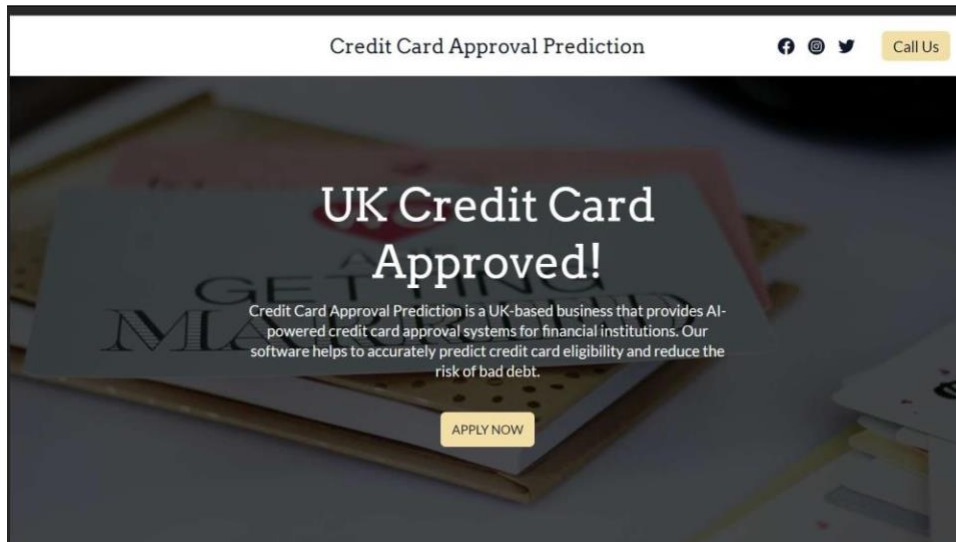 Credit Card Approval Prediction
Call Us
UK Credit Card
Approved!
GETTING
MARRIED
Credit Card Approval Prediction is a UK-based business that provides AI-
powered credit card approval systems for financial institutions. Our
software helps to accurately predict credit card eligibility and reduce the
risk of bad debt.
APPLY NOW